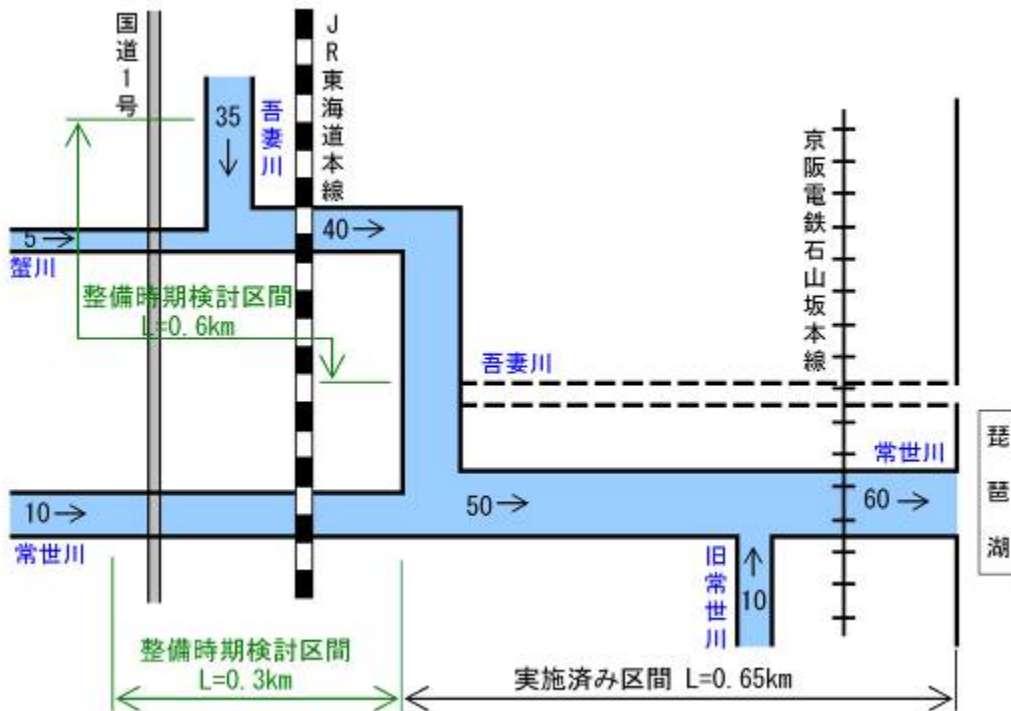 国道1号
JR東海道本線
35
↓
吾妻川
5→
蟹川
40→
京阪電鉄石山坂本線
整備時期検討区間
L=0.6km
吾妻川
常世川
琵琶湖
10→
50→
60→
常世川
旧常世川
↑
10
整備時期検討区間
L=0.3km
実施済み区間 L=0.65km